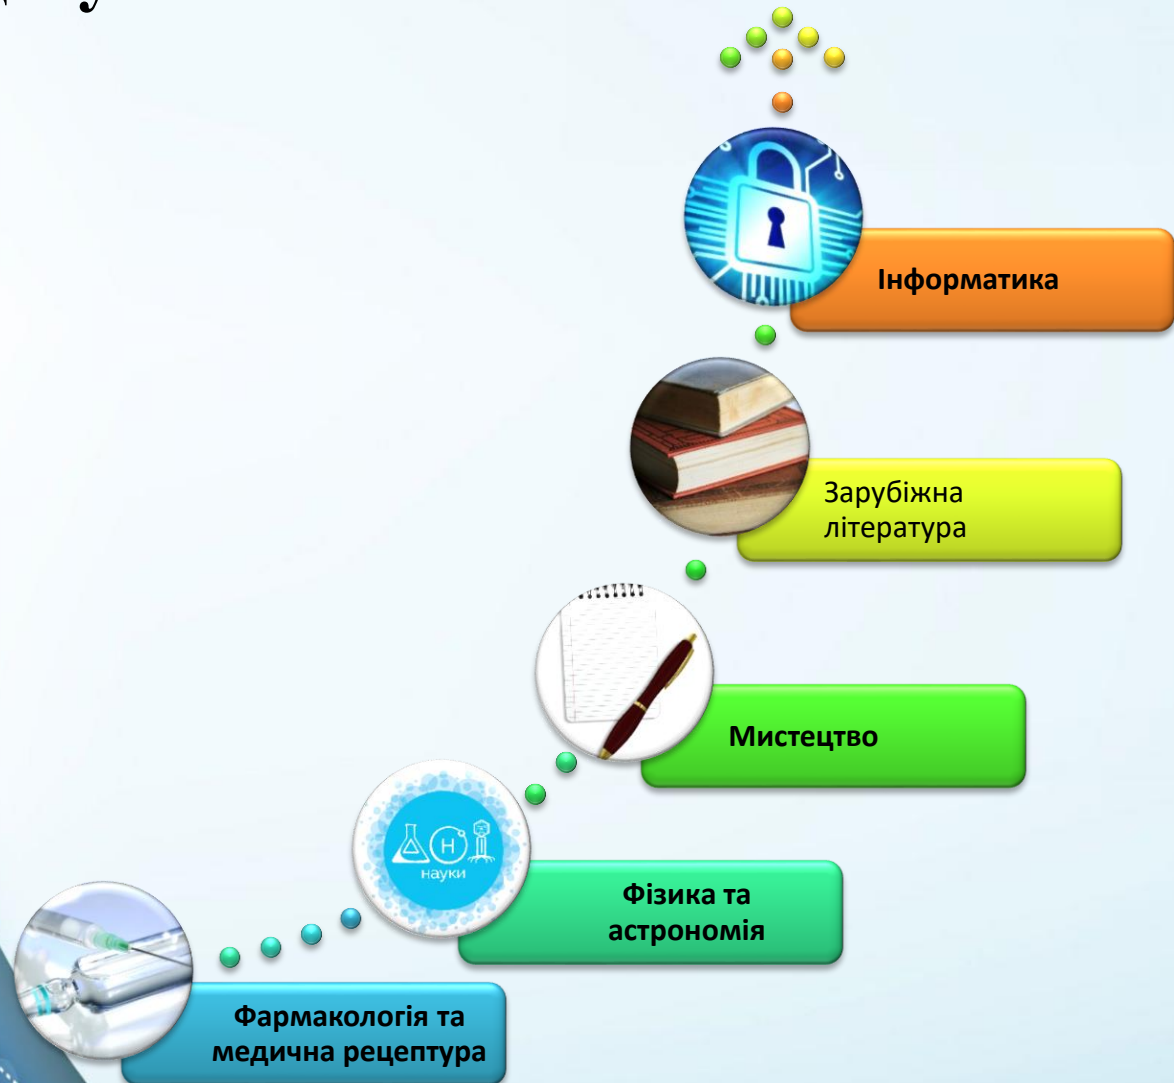 Інформатика
Зарубіжна
література
Мистецтво
Н
науки
Фізика та
астрономія
Фармакологія та
медична рецептура